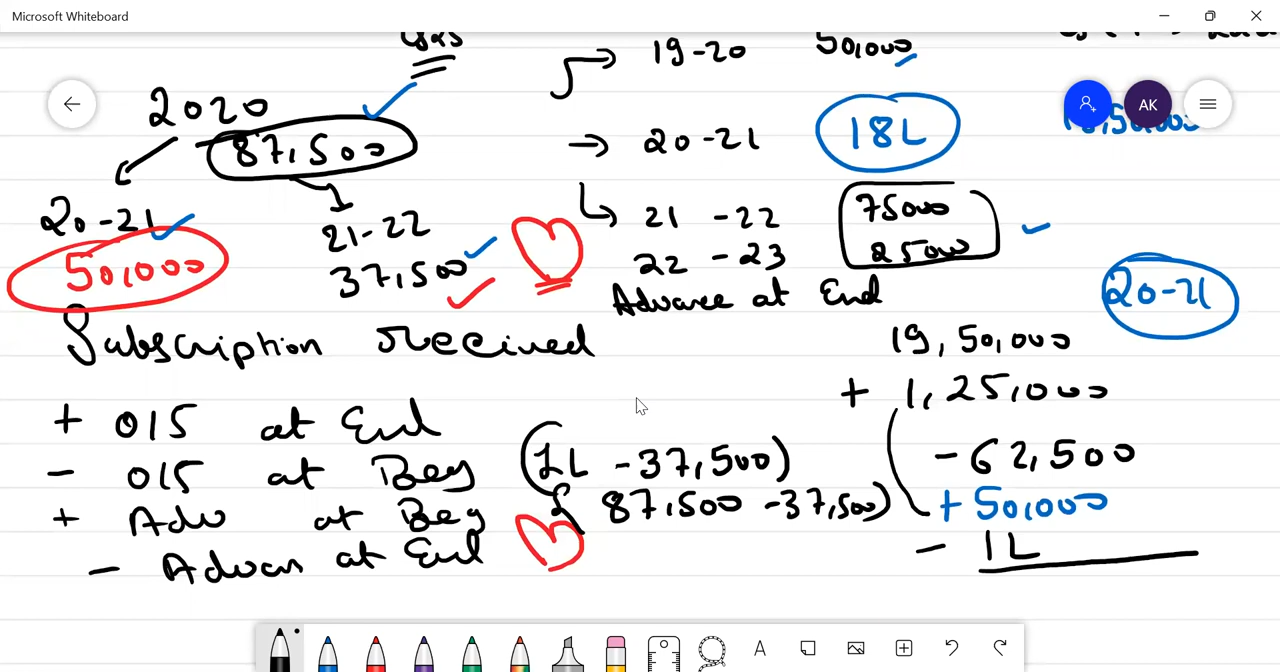 Microsoft Whiteboard
19-20 50,000
AK
2020
87,500
20-21 18L
20-21
50,000
21-22
37,500
21-22 75000
22-23 25000
Advance at End
20-21
Subscription received 19,50,000
+ O/S at End + 1,25,000
- O/S at Beg (1L - 37,500) - 62,500
+ Adv at Beg 87,500 - 37,500) + 50,000
- Advan at End - 1L
A